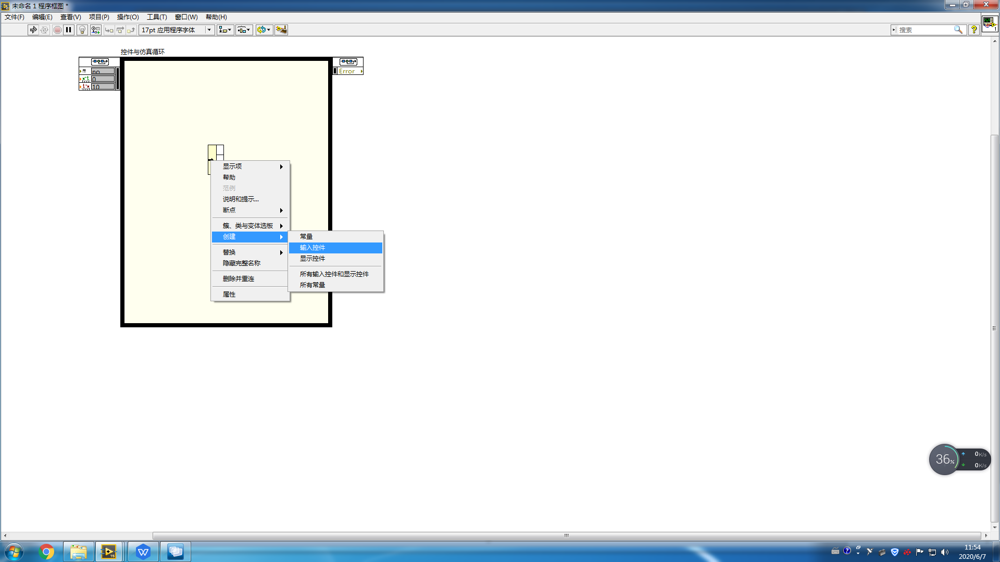 未命名 1 程序框图 *
文件(F) 编辑(E) 查看(V) 项目(P) 操作(O) 工具(T) 窗口(W) 帮助(H)
17pt 应用程序字体
搜索
控件与仿真循环
Error
0
10
显示项
帮助
范例
说明和提示...
断点
簇、类与变体选板
创建
替换
隐藏完整名称
删除并重连
属性
常量
输入控件
显示控件
所有输入控件和显示控件
所有常量
36%
0K/s
0K/s
11:54
2020/6/7